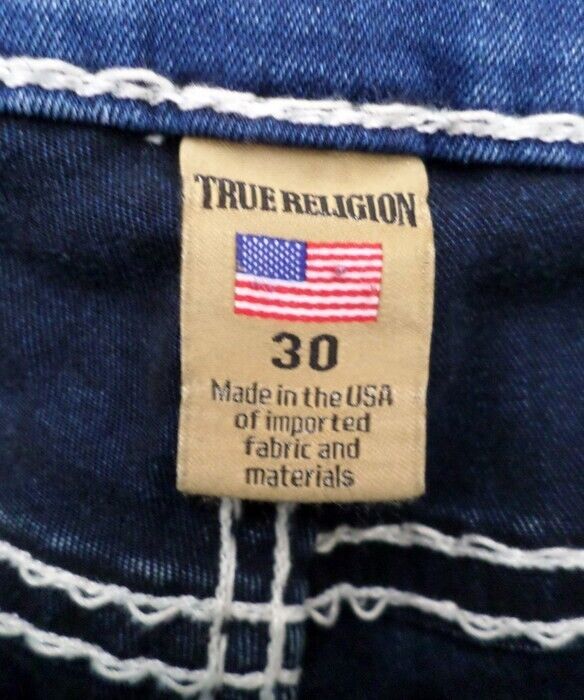 TRUE RELIGION
30
Made in the USA
of imported
fabric and
materials